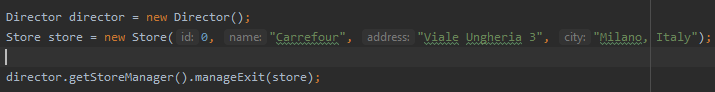 Director director = new Director();
Store store = new Store( id: 0, name: "Carrefour", address: "Viale Ungheria 3", city: "Milano, Italy");
director.getStoreManager().manageExit(store);